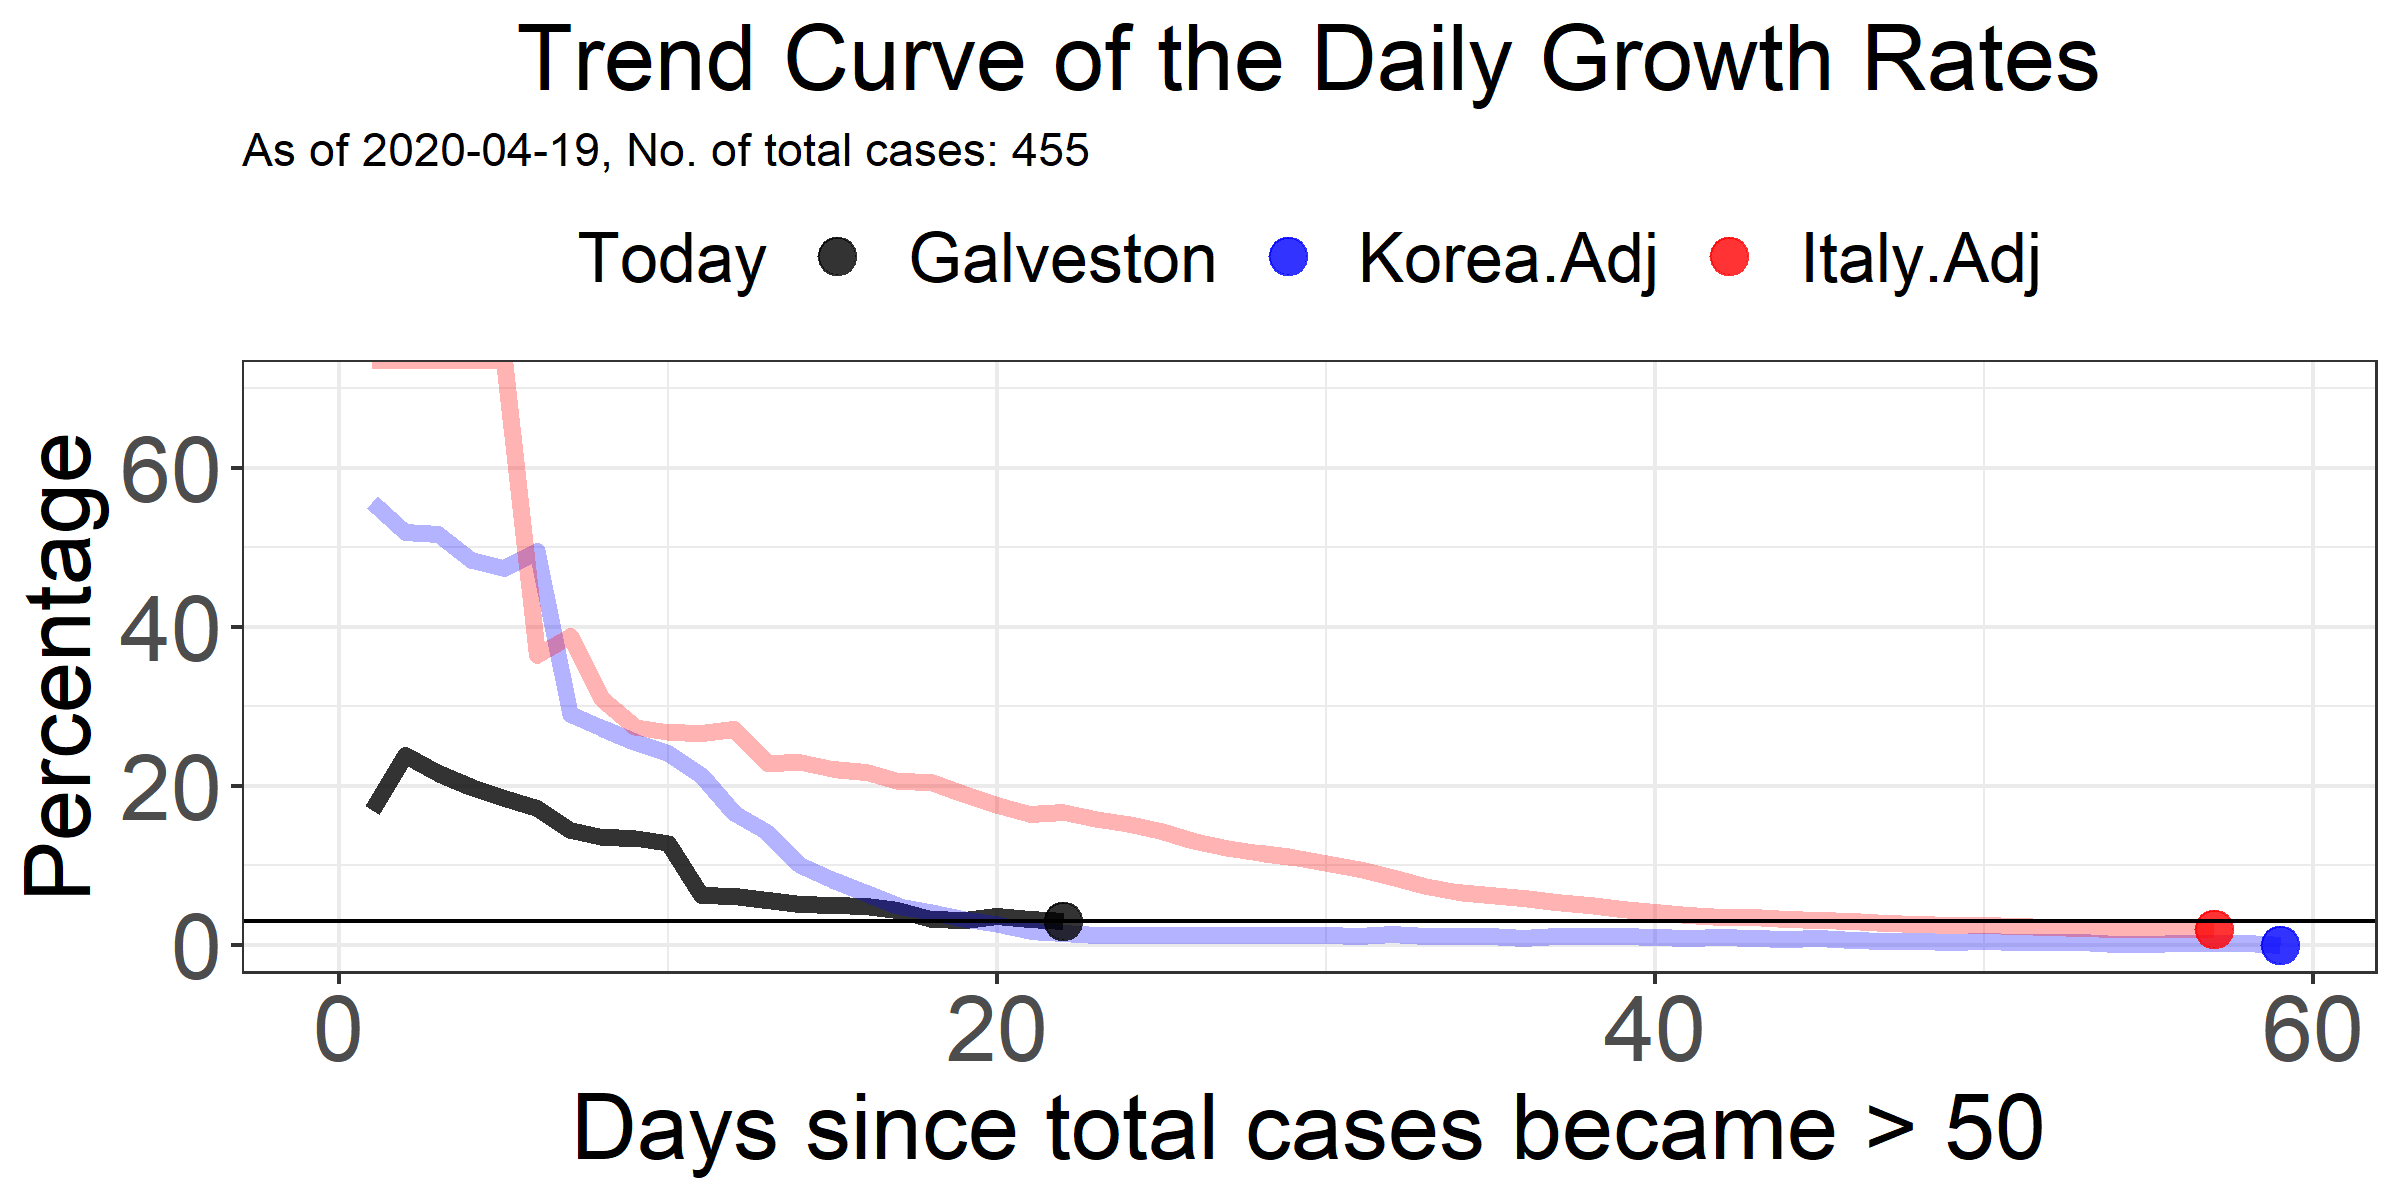 Trend Curve of the Daily Growth Rates
As of 2020-04-19, No. of total cases: 455
Today Galveston Korea.Adj Italy.Adj
Percentage
60
40
20
0
0 20 40 60
Days since total cases became > 50